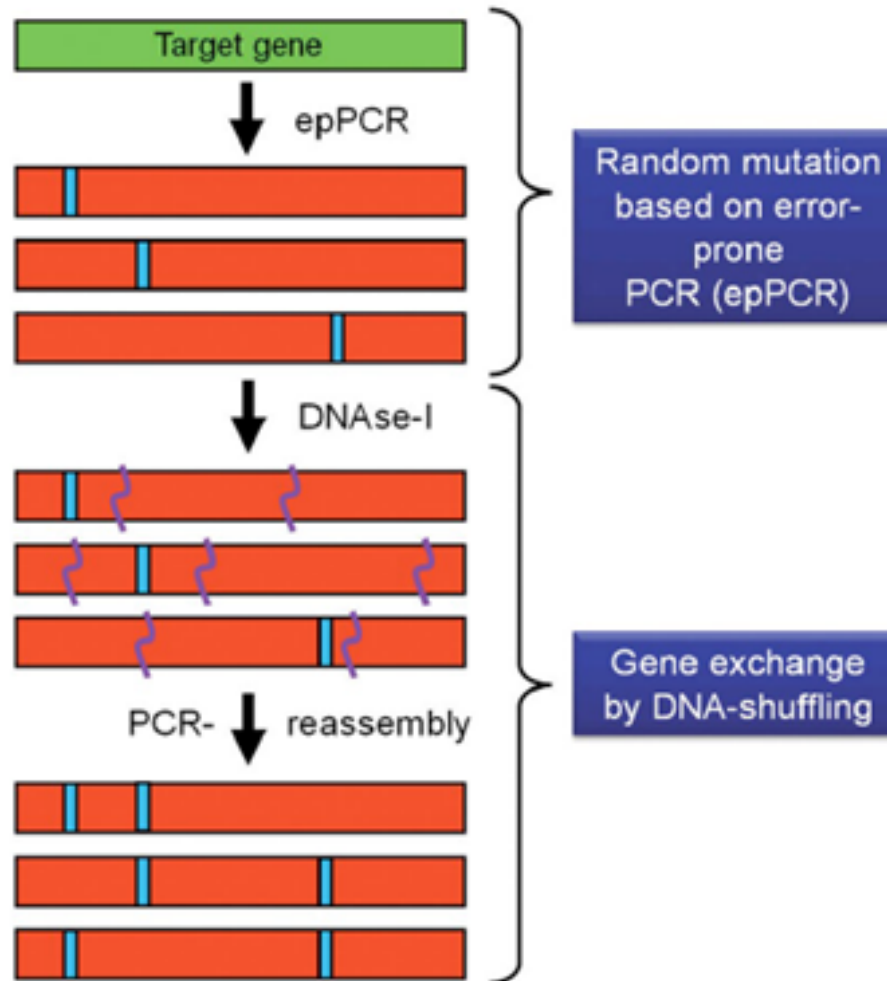 Target gene
epPCR
Random mutation
based on error-
prone
PCR (epPCR)
DNAse-I
Gene exchange
by DNA-shuffling
PCR- reassembly